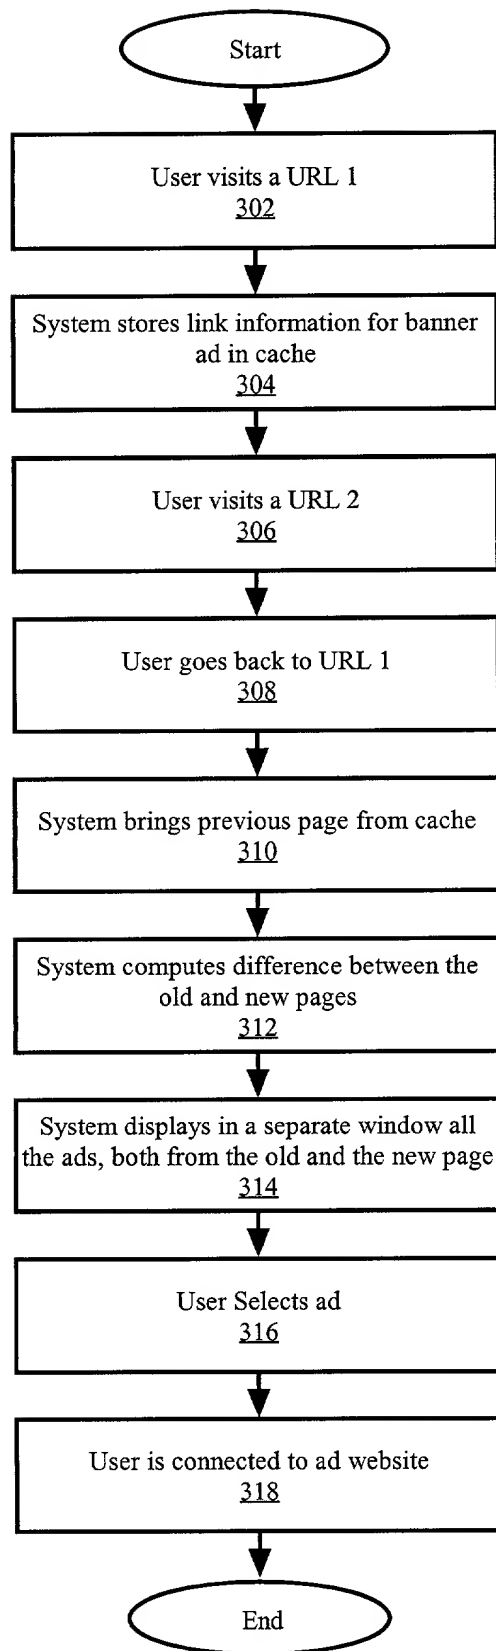 Start
User visits a URL 1
302
System stores link information for banner
ad in cache
304
User visits a URL 2
306
User goes back to URL 1
308
System brings previous page from cache
310
System computes difference between the
old and new pages
312
System displays in a separate window all
the ads, both from the old and the new page
314
User Selects ad
316
User is connected to ad website
318
End